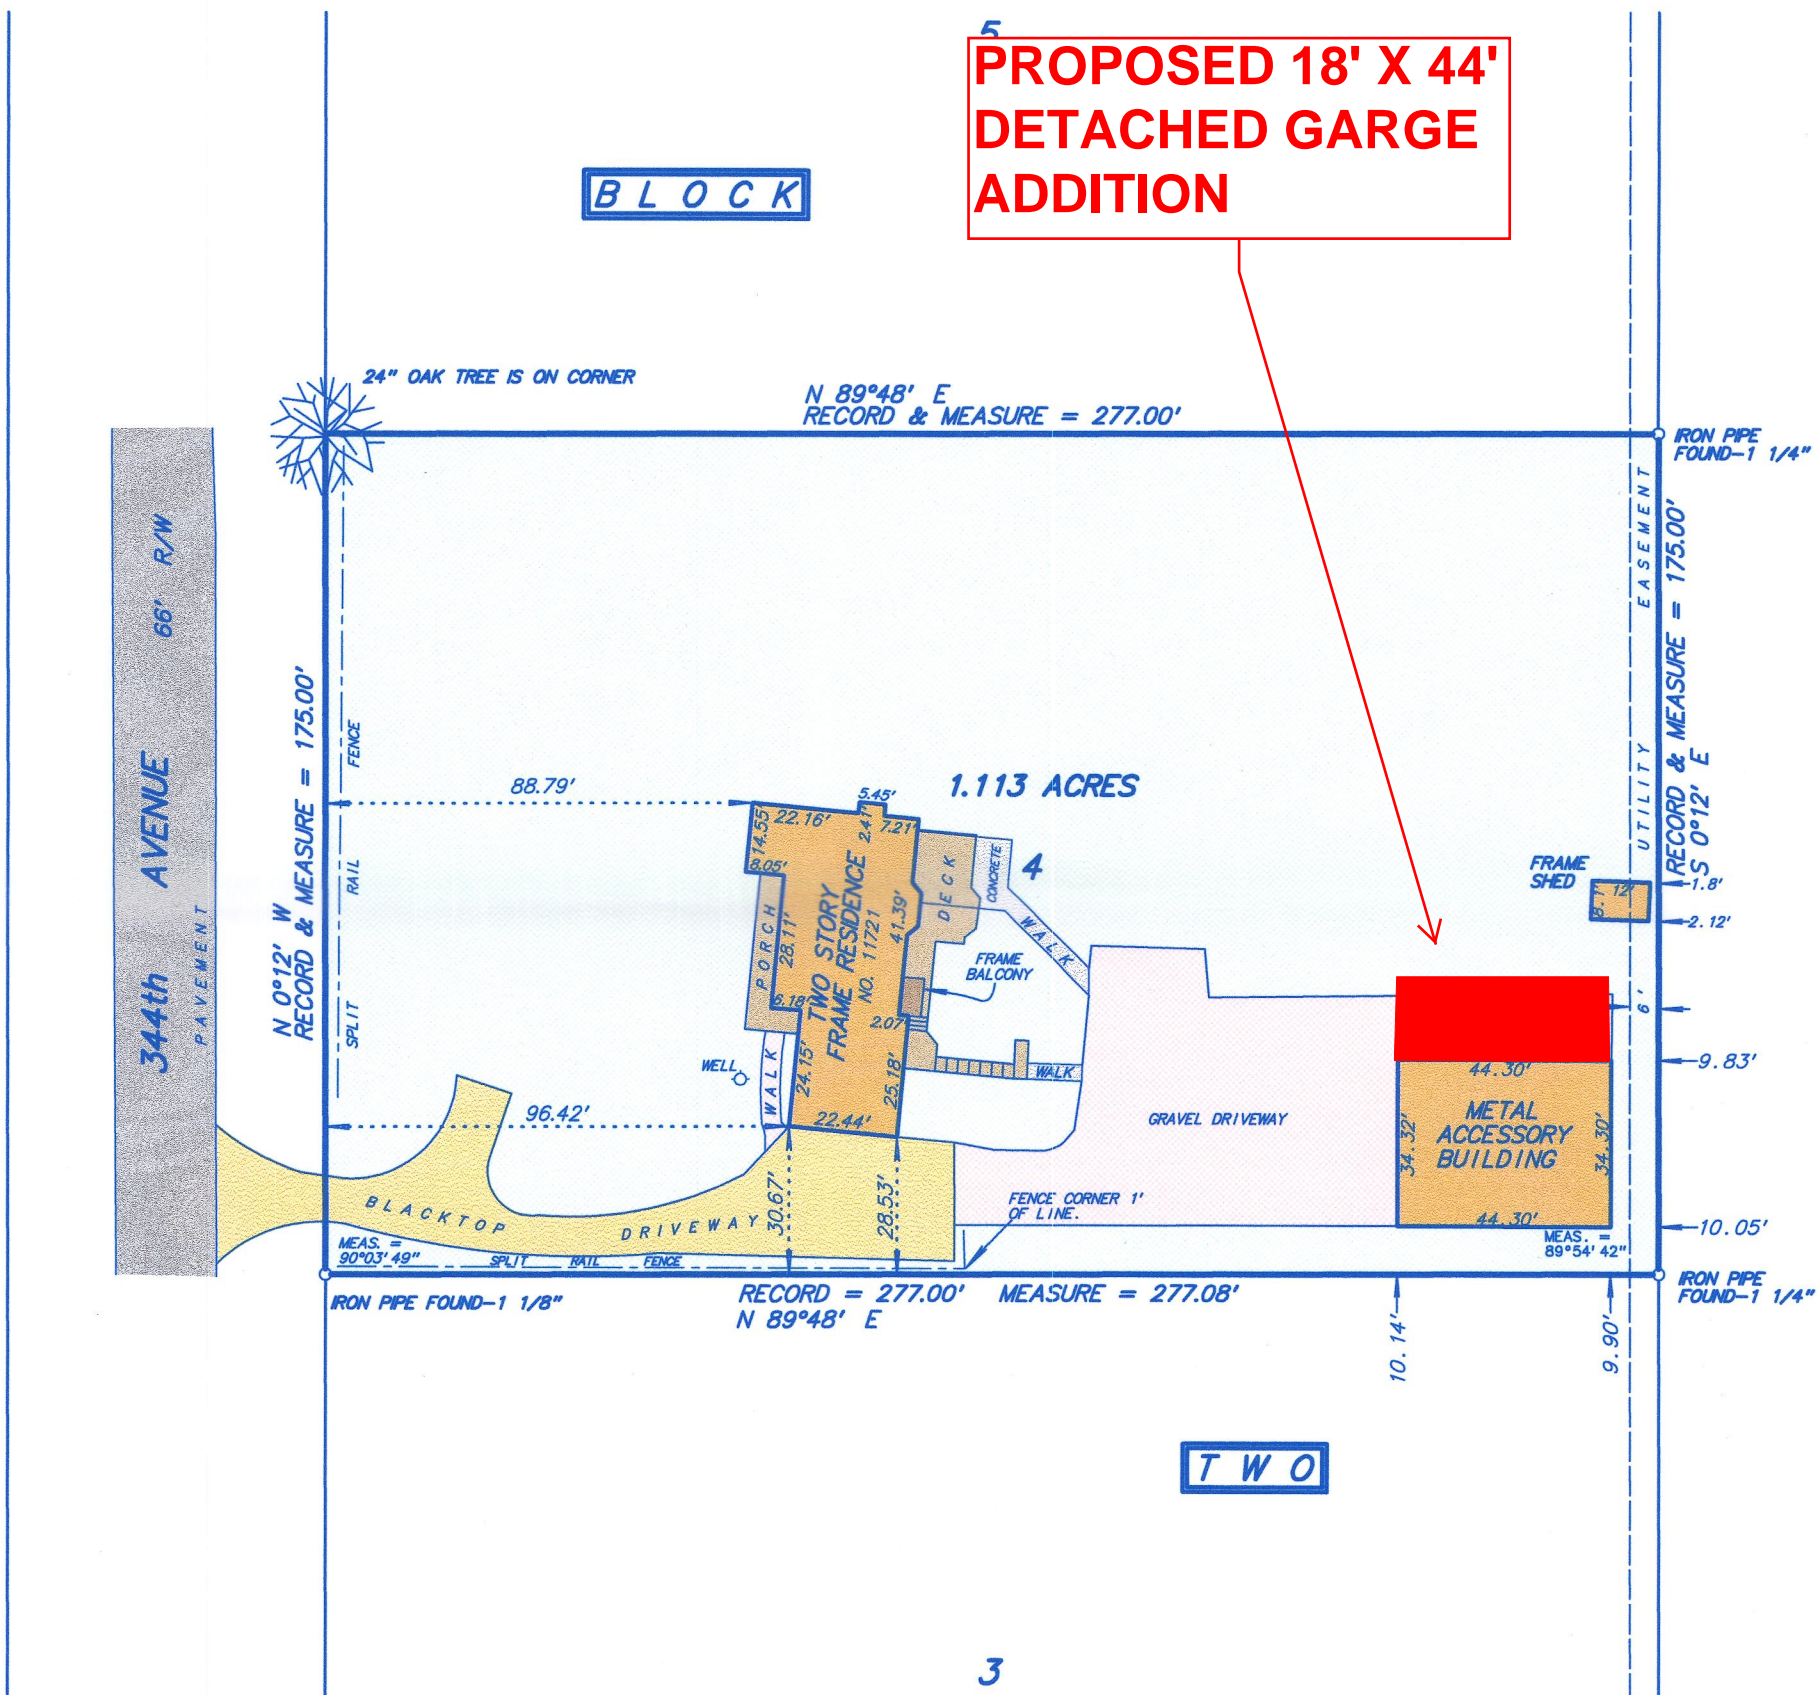 5
PROPOSED 18' X 44'
DETACHED GARGE
ADDITION
BLOCK
24" OAK TREE IS ON CORNER
N 89°48' E
RECORD & MEASURE = 277.00'
IRON PIPE
FOUND-1 1/4"
344th AVENUE 66' R/W
PAVEMENT
N 0°12' W
RECORD & MEASURE = 175.00'
SPLIT RAIL FENCE
UTILITY EASEMENT
RECORD & MEASURE = 175.00'
S 0°12' E
88.79'
1.113 ACRES
4
5.45'
22.16'
2.41'
7.21'
14.55'
8.05'
PORCH
28.11'
6.18'
TWO STORY
FRAME RESIDENCE
NO. 11721
41.39'
DECK
CONCRETE
WALK
FRAME
BALCONY
2.07'
24.15'
25.18'
22.44'
WALK
WALK
WELL
96.42'
FRAME
SHED
8.1'
12'
1.8'
2.12'
6'
9.83'
44.30'
METAL
ACCESSORY
BUILDING
34.32'
34.30'
44.30'
10.05'
GRAVEL DRIVEWAY
BLACKTOP DRIVEWAY
30.67'
28.53'
FENCE CORNER 1'
OF LINE.
MEAS. =
90°03'49"
SPLIT RAIL FENCE
MEAS. =
89°54'42"
IRON PIPE FOUND-1 1/8"
RECORD = 277.00' MEASURE = 277.08'
N 89°48' E
IRON PIPE
FOUND-1 1/4"
10.14'
9.90'
TWO
3